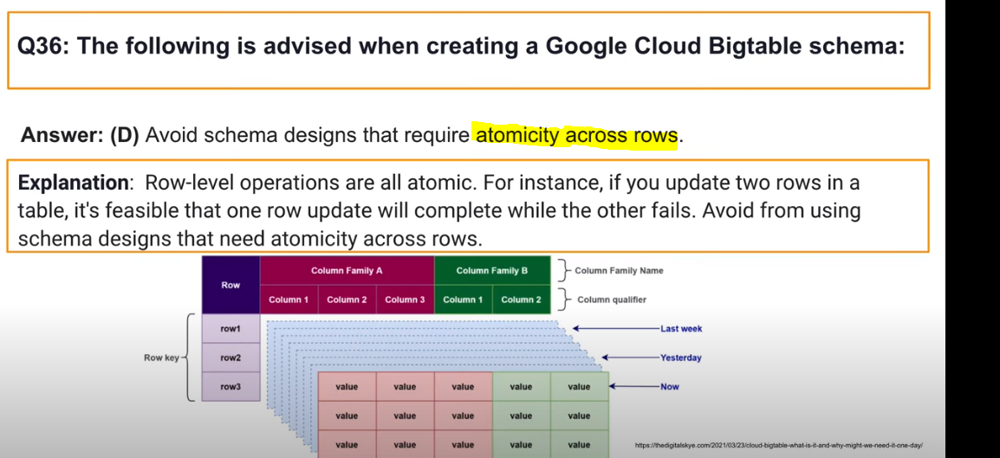 Q36: The following is advised when creating a Google Cloud Bigtable schema:
Answer: (D) Avoid schema designs that require atomicity across rows.
Explanation: Row-level operations are all atomic. For instance, if you update two rows in a
table, it's feasible that one row update will complete while the other fails. Avoid from using
schema designs that need atomicity across rows.
Row
Column Family A
Column Family B
Column Family Name
Column 1
Column 2
Column 3
Column 1
Column 2
Column qualifier
Row key
row1
row2
row3
Last week
Yesterday
Now
value value value value value
value value value value value
value value value value value
https://thedigitalskye.com/2021/03/23/cloud-bigtable-what-is-it-and-why-might-we-need-it-one-day/